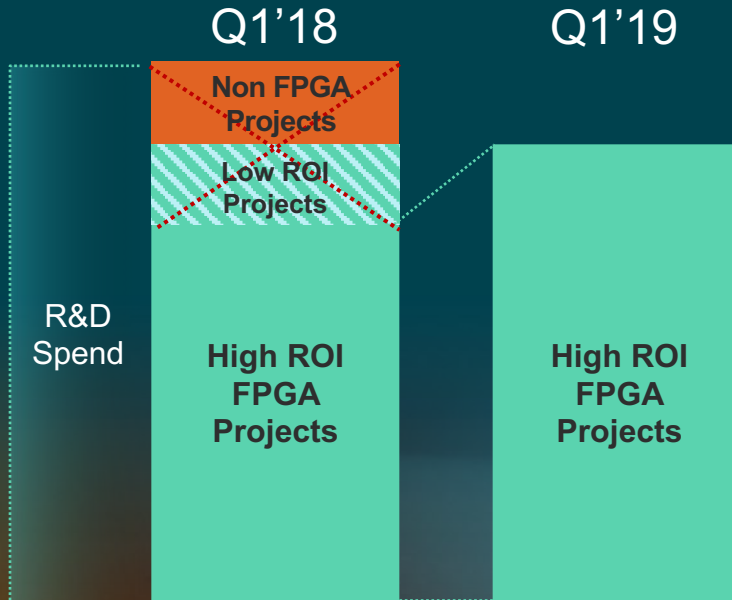 Q1’18
Q1’19
Non FPGA
Projects
Low ROI
Projects
R&D
Spend
High ROI
FPGA
Projects
High ROI
FPGA
Projects